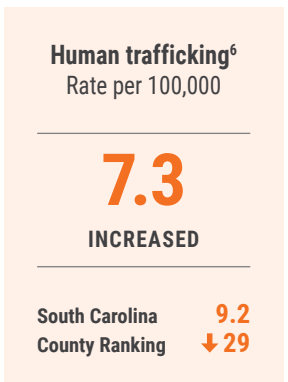 Human trafficking⁶
Rate per 100,000
7.3
INCREASED
South Carolina 9.2
County Ranking 29